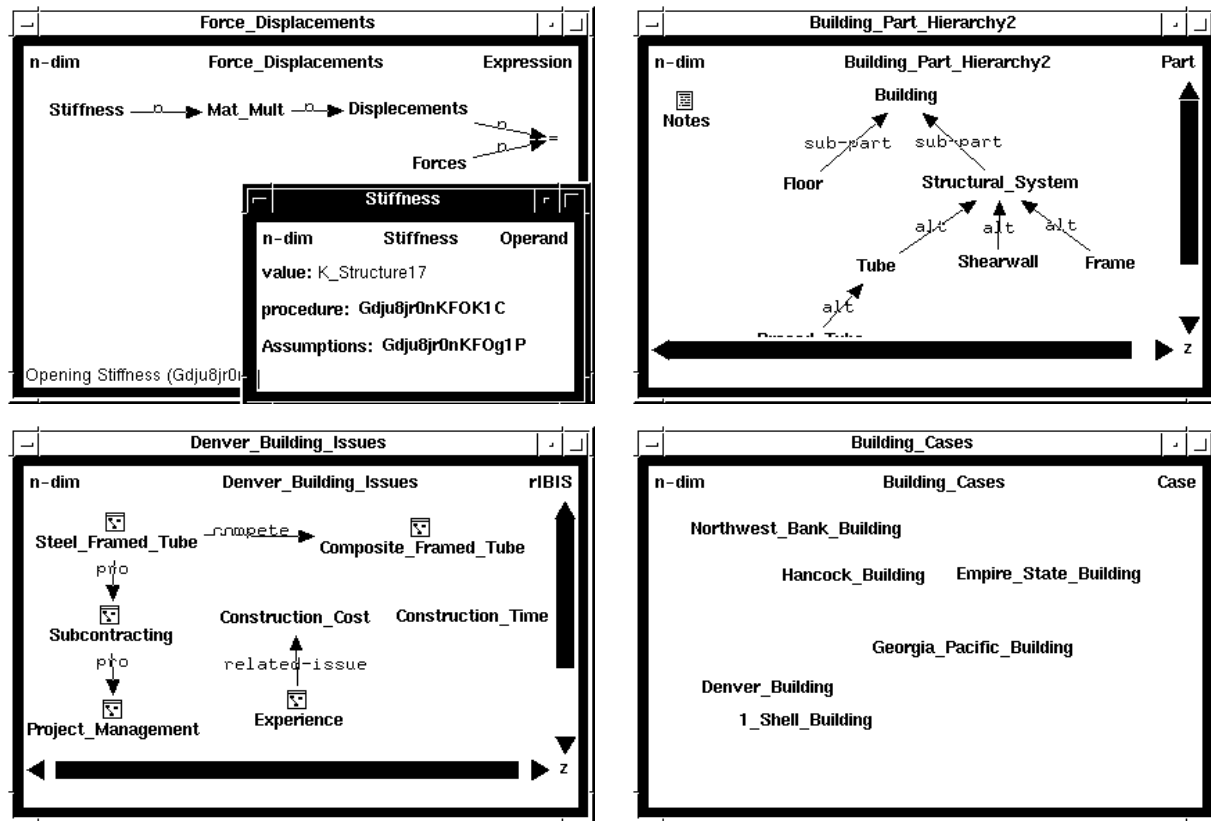 Force_Displacements
n-dim Force_Displacements Expression
Stiffness n Mat_Mult n Displecements
n
=
n
Forces
Stiffness
n-dim Stiffness Operand
value: K_Structure17
procedure: Gdju8jr0nKFOK1C
Assumptions: Gdju8jr0nKFOg1P
Opening Stiffness (Gdju8jr0n
Building_Part_Hierarchy2
n-dim Building_Part_Hierarchy2 Part
Notes
Building
sub-part sub-part
Floor Structural_System
alt alt alt
Tube Shearwall Frame
alt
z
Denver_Building_Issues
n-dim Denver_Building_Issues rIBIS
Steel_Framed_Tube compete Composite_Framed_Tube
pro
Subcontracting Construction_Cost Construction_Time
pro related-issue
Project_Management Experience
z
Building_Cases
n-dim Building_Cases Case
Northwest_Bank_Building
Hancock_Building Empire_State_Building
Georgia_Pacific_Building
Denver_Building
1_Shell_Building